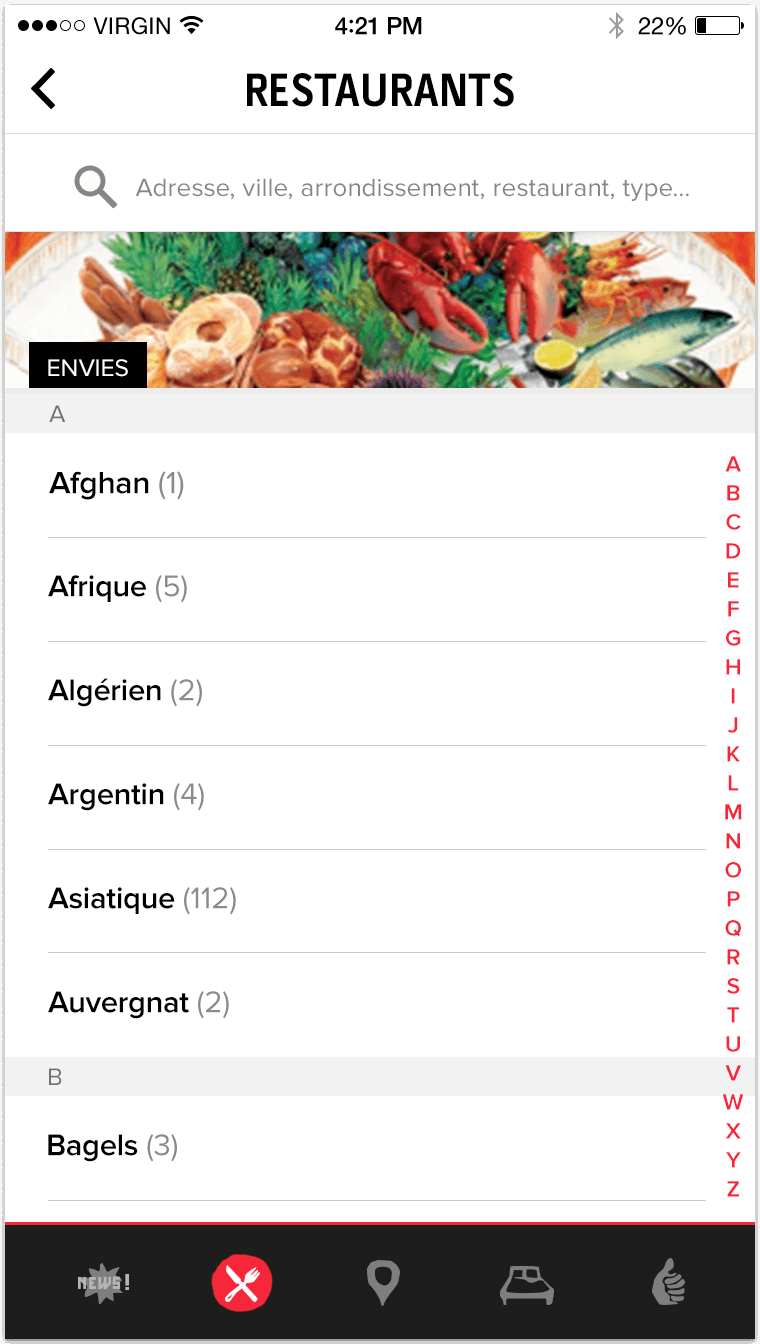 VIRGIN 4:21 PM 22%
RESTAURANTS
Adresse, ville, arrondissement, restaurant, type...
ENVIES
A
Afghan (1)
Afrique (5)
Algérien (2)
Argentin (4)
Asiatique (112)
Auvergnat (2)
B
Bagels (3)
A
B
C
D
E
F
G
H
I
J
K
L
M
N
O
P
Q
R
S
T
U
V
W
X
Y
Z
NEWS!